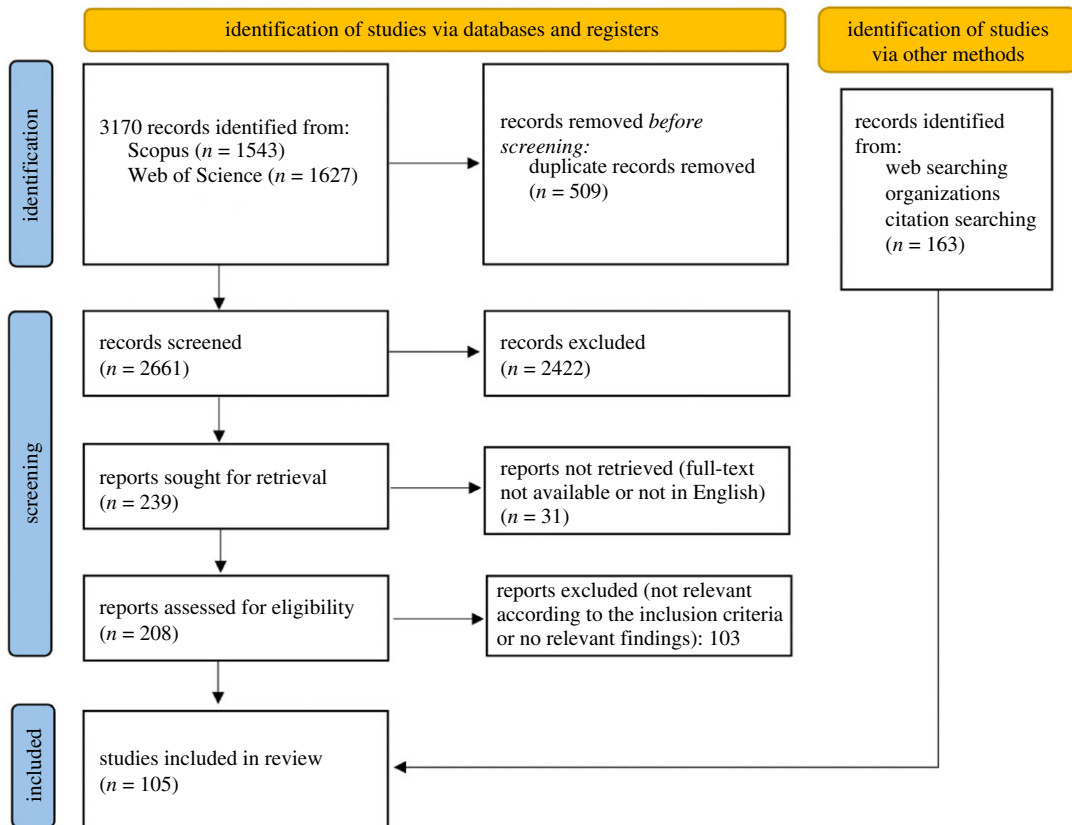 identification of studies via databases and registers
identification of studies
via other methods
identification
3170 records identified from:
Scopus (n = 1543)
Web of Science (n = 1627)
records removed before
screening:
duplicate records removed
(n = 509)
records identified
from:
web searching
organizations
citation searching
(n = 163)
screening
records screened
(n = 2661)
records excluded
(n = 2422)
reports sought for retrieval
(n = 239)
reports not retrieved (full-text
not available or not in English)
(n = 31)
reports assessed for eligibility
(n = 208)
reports excluded (not relevant
according to the inclusion criteria
or no relevant findings): 103
included
studies included in review
(n = 105)